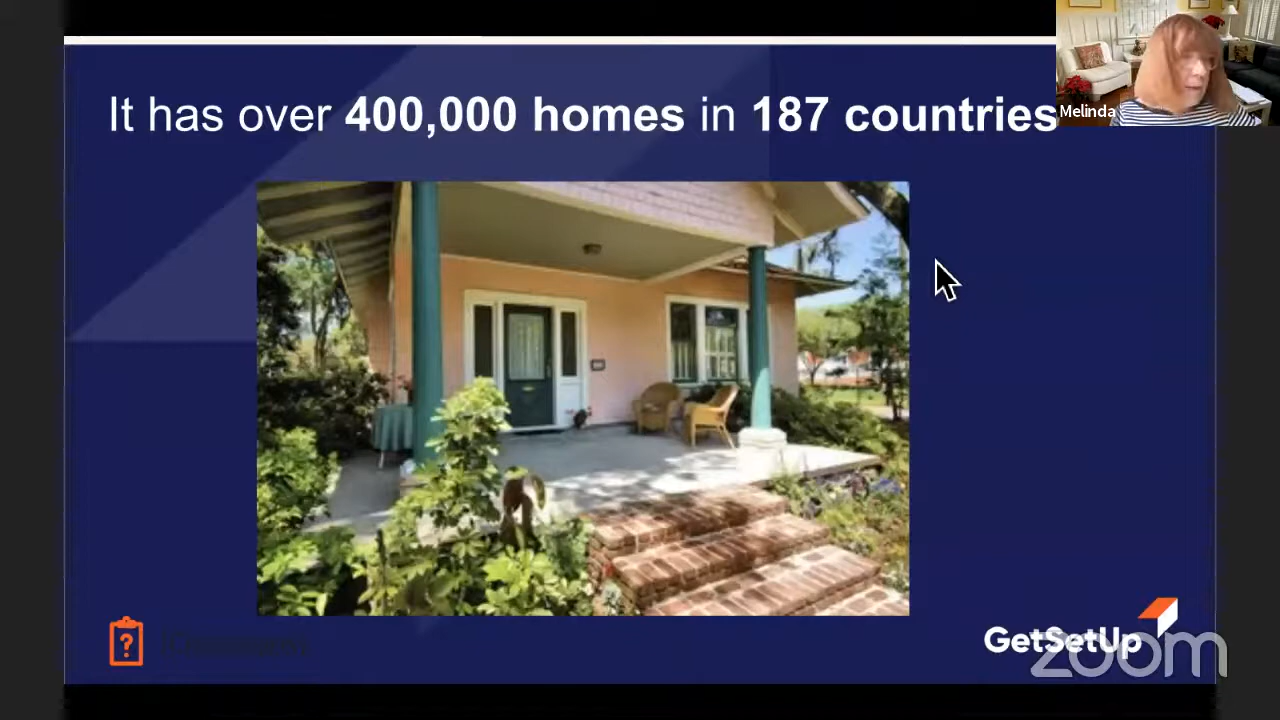 It has over 400,000 homes in 187 countries
Melinda
?
GetSetUp
zoom